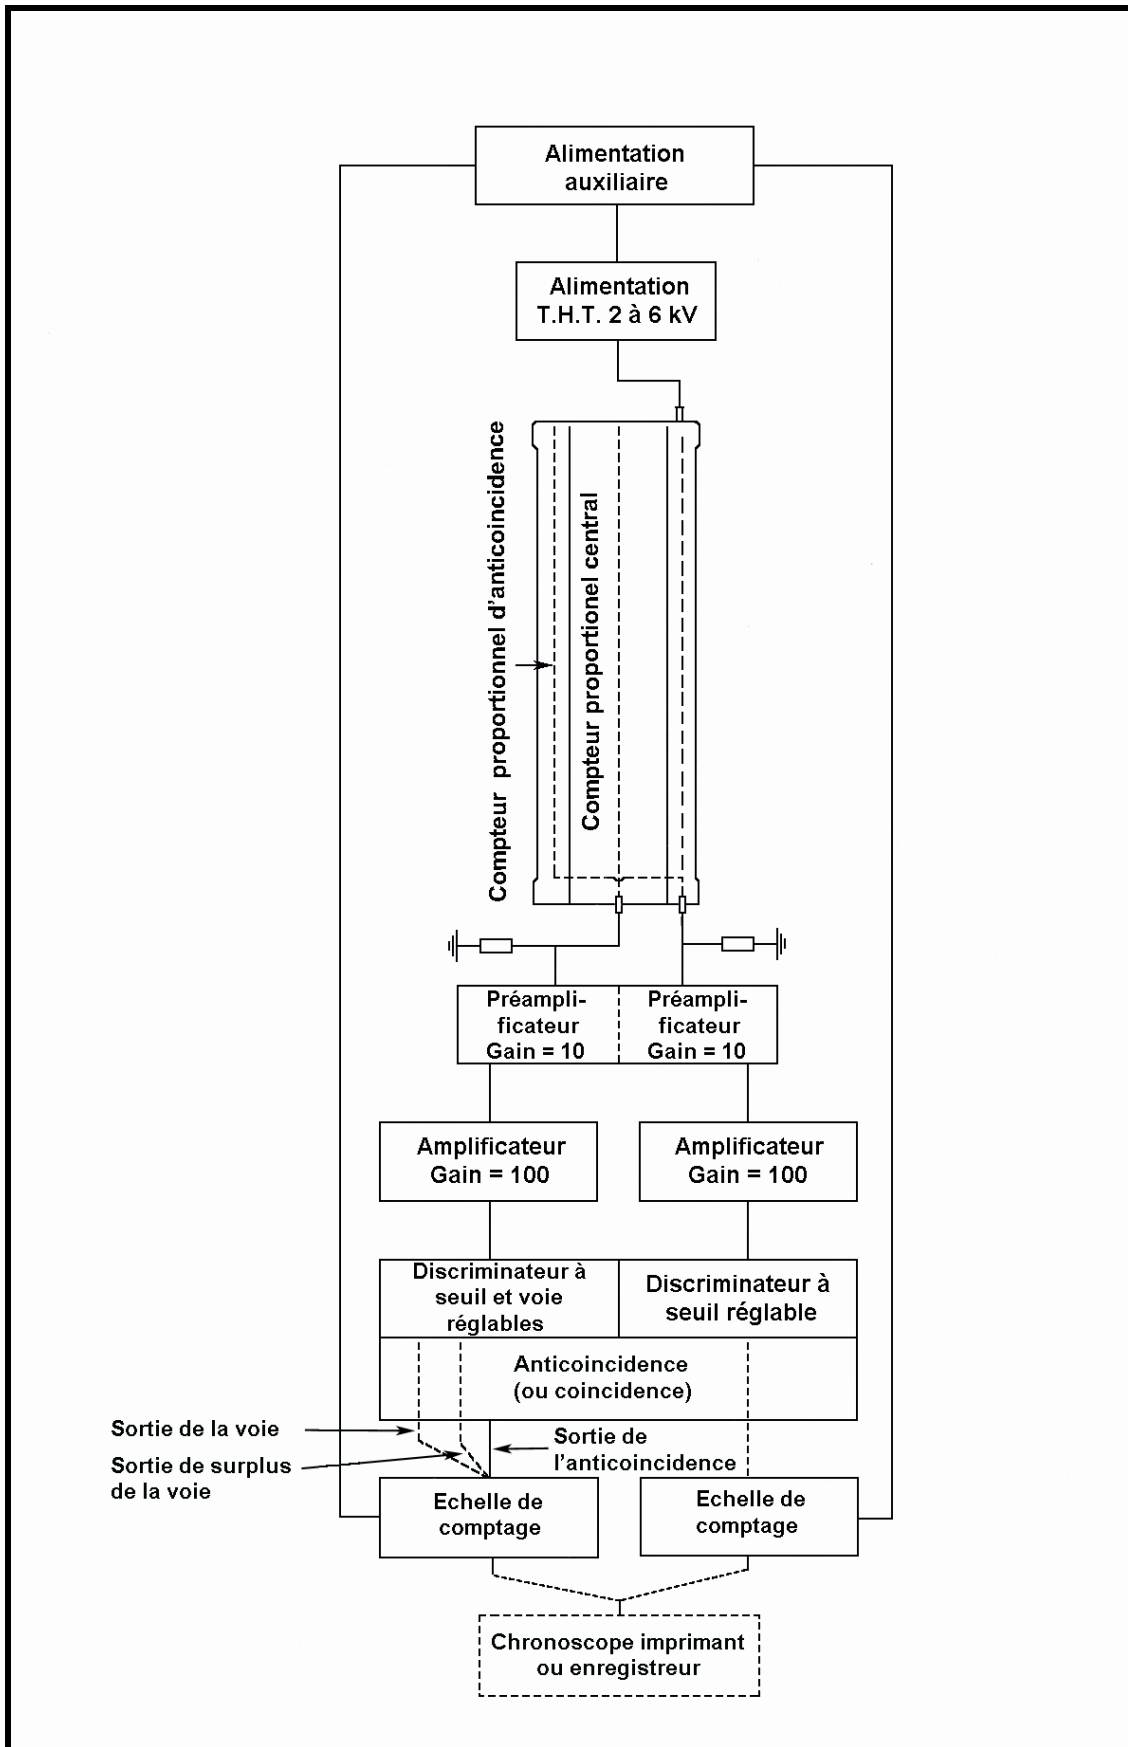 Alimentation
auxiliaire
Alimentation
T.H.T. 2 à 6 kV
Compteur proportionnel d'anticoincidence
Compteur proportionel central
Préampli-
ficateur
Gain = 10
Préampli-
ficateur
Gain = 10
Amplificateur
Gain = 100
Amplificateur
Gain = 100
Discriminateur à
seuil et voie
réglables
Discriminateur à
seuil réglable
Anticoincidence
(ou coincidence)
Sortie de la voie
Sortie de surplus
de la voie
Sortie de
l'anticoincidence
Echelle de
comptage
Echelle de
comptage
Chronoscope imprimant
ou enregistreur